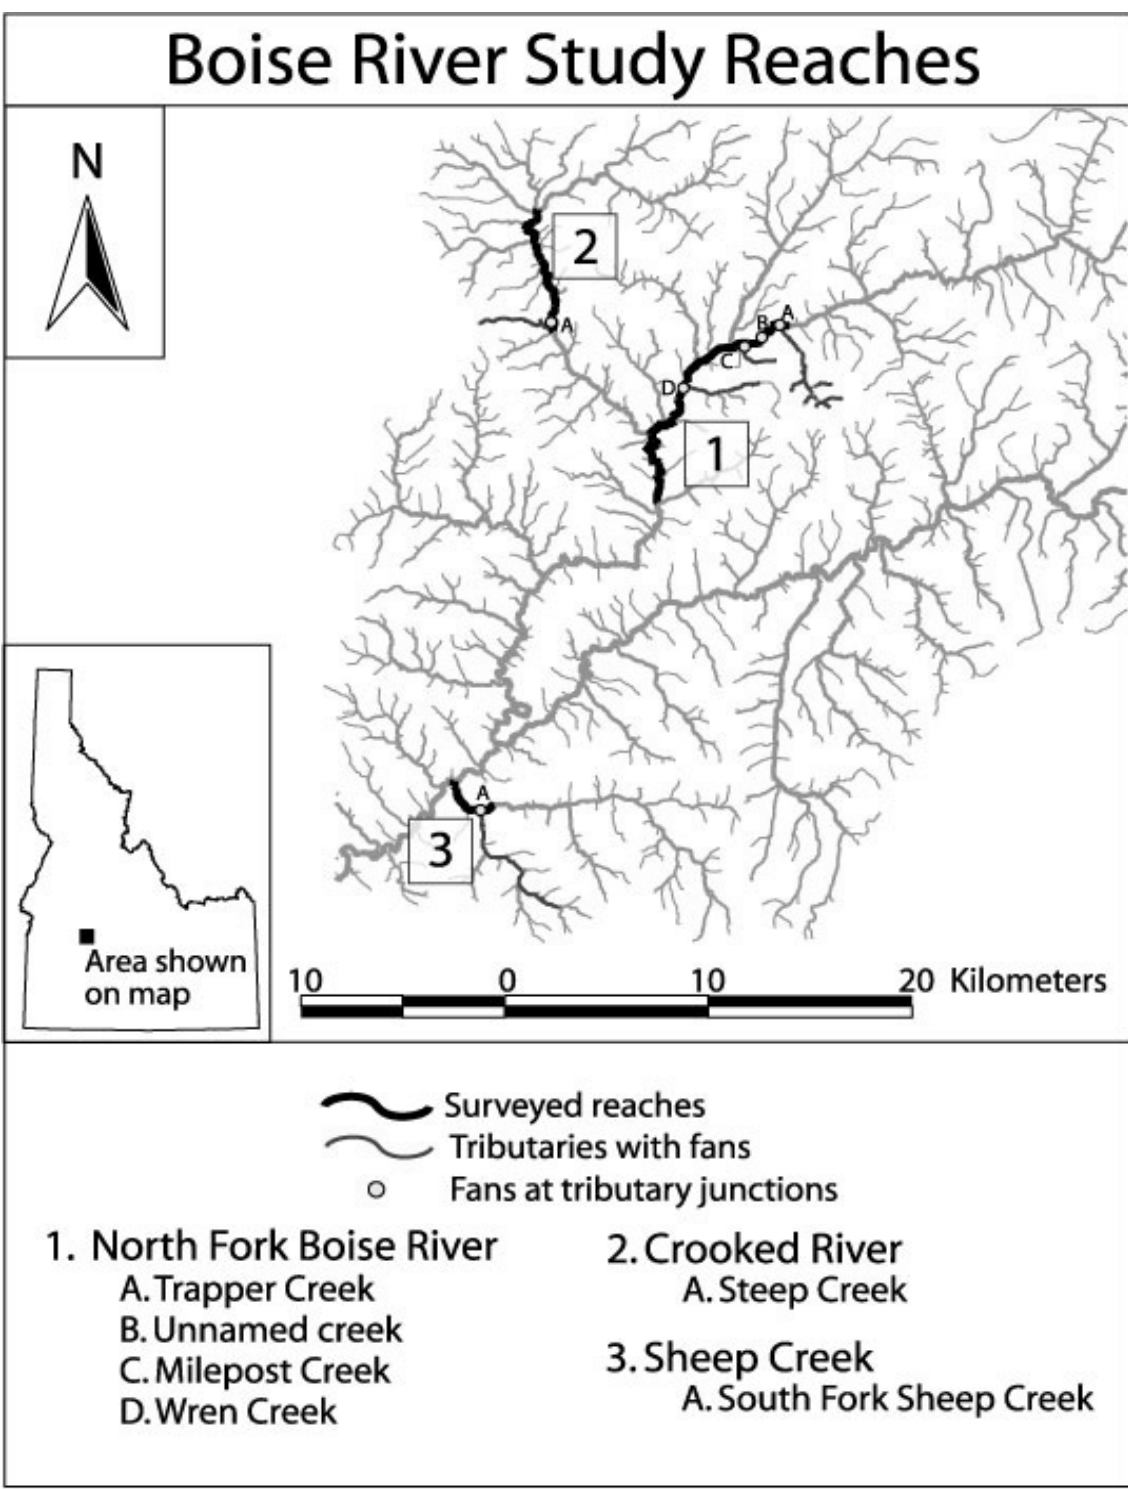 Boise River Study Reaches
N
2
A
A
B
C
D
1
A
3
Area shown
on map
10 0 10 20 Kilometers
Surveyed reaches
Tributaries with fans
Fans at tributary junctions
1. North Fork Boise River
A. Trapper Creek
B. Unnamed creek
C. Milepost Creek
D. Wren Creek
2. Crooked River
A. Steep Creek
3. Sheep Creek
A. South Fork Sheep Creek